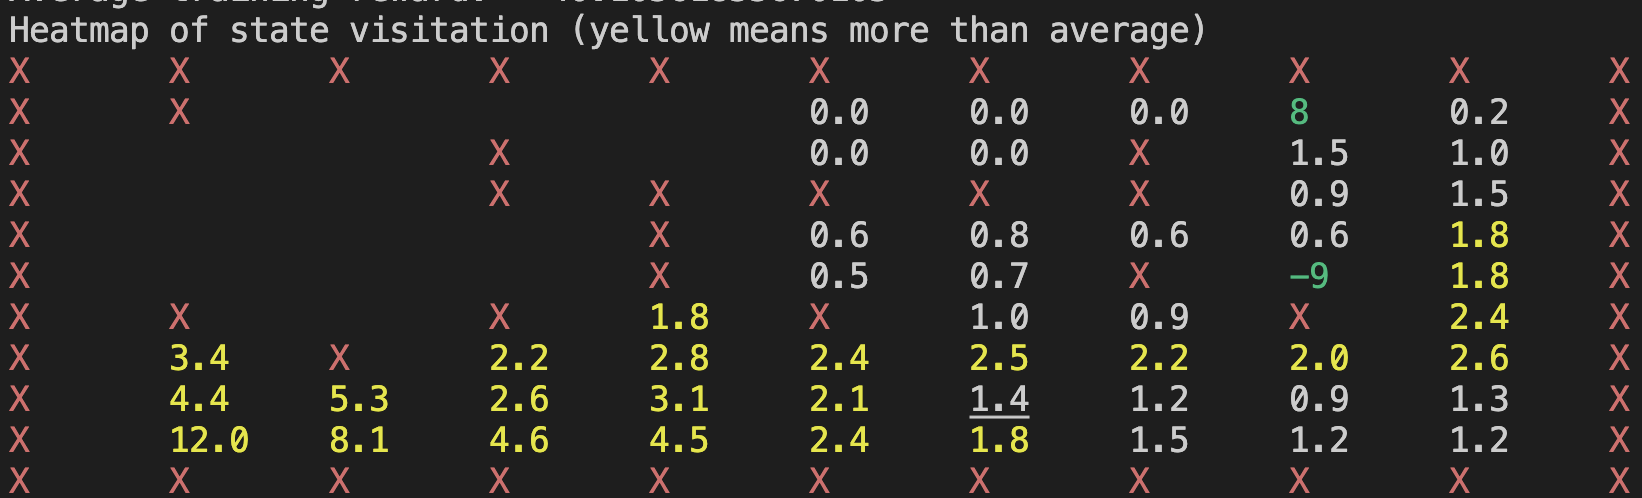 Heatmap of state visitation (yellow means more than average)
X X X X X X X X X X X
X X 0.0 0.0 0.0 8 0.2 X
X X 0.0 0.0 X 1.5 1.0 X
X X X X X X 0.9 1.5 X
X X 0.6 0.8 0.6 0.6 1.8 X
X X 0.5 0.7 X -9 1.8 X
X X X 1.8 X 1.0 0.9 X 2.4 X
X 3.4 X 2.2 2.8 2.4 2.5 2.2 2.0 2.6 X
X 4.4 5.3 2.6 3.1 2.1 1.4 1.2 0.9 1.3 X
X 12.0 8.1 4.6 4.5 2.4 1.8 1.5 1.2 1.2 X
X X X X X X X X X X X